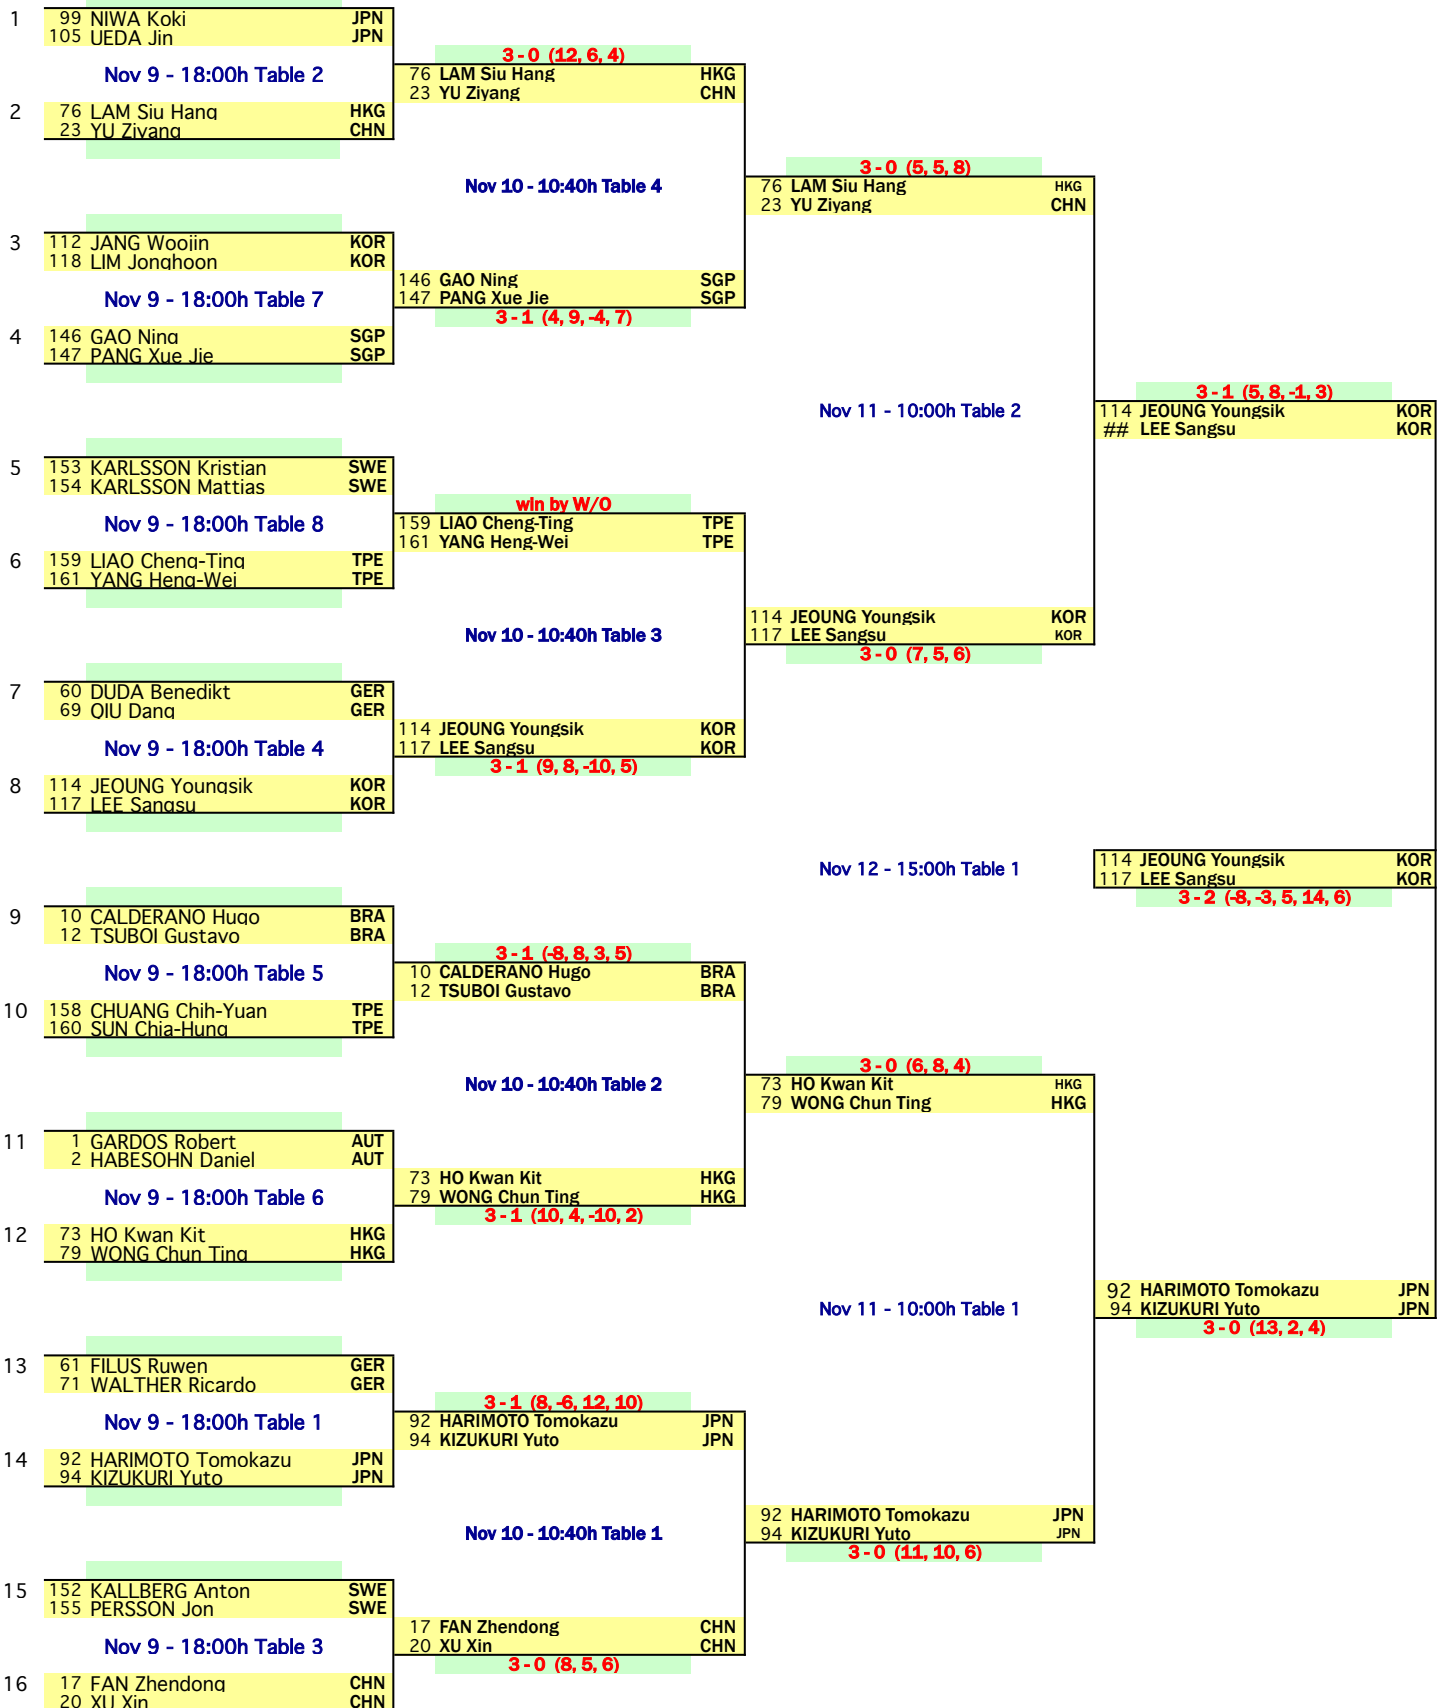 1 99 NIWA Koki JPN
105 UEDA Jin JPN
3 - 0 (12, 6, 4)
Nov 9 - 18:00h Table 2
76 LAM Siu Hang HKG
23 YU Ziyang CHN
2 76 LAM Siu Hang HKG
23 YU Ziyang CHN
3 - 0 (5, 5, 8)
Nov 10 - 10:40h Table 4
76 LAM Siu Hang HKG
23 YU Ziyang CHN
3 112 JANG Woojin KOR
118 LIM Jonghoon KOR
146 GAO Ning SGP
Nov 9 - 18:00h Table 7
147 PANG Xue Jie SGP
3 - 1 (4, 9, -4, 7)
4 146 GAO Ning SGP
147 PANG Xue Jie SGP
3 - 1 (5, 8, -1, 3)
Nov 11 - 10:00h Table 2
114 JEOUNG Youngsik KOR
## LEE Sangsu KOR
5 153 KARLSSON Kristian SWE
154 KARLSSON Mattias SWE
win by W/O
Nov 9 - 18:00h Table 8
159 LIAO Cheng-Ting TPE
161 YANG Heng-Wei TPE
6 159 LIAO Cheng-Ting TPE
161 YANG Heng-Wei TPE
114 JEOUNG Youngsik KOR
Nov 10 - 10:40h Table 3
117 LEE Sangsu KOR
3 - 0 (7, 5, 6)
7 60 DUDA Benedikt GER
69 QIU Dang GER
114 JEOUNG Youngsik KOR
Nov 9 - 18:00h Table 4
117 LEE Sangsu KOR
3 - 1 (9, 8, -10, 5)
8 114 JEOUNG Youngsik KOR
117 LEE Sangsu KOR
Nov 12 - 15:00h Table 1
114 JEOUNG Youngsik KOR
117 LEE Sangsu KOR
3 - 2 (-8, -3, 5, 14, 6)
9 10 CALDERANO Hugo BRA
12 TSUBOI Gustavo BRA
3 - 1 (-8, 8, 3, 5)
Nov 9 - 18:00h Table 5
10 CALDERANO Hugo BRA
12 TSUBOI Gustavo BRA
10 158 CHUANG Chih-Yuan TPE
160 SUN Chia-Hung TPE
3 - 0 (6, 8, 4)
Nov 10 - 10:40h Table 2
73 HO Kwan Kit HKG
79 WONG Chun Ting HKG
11 1 GARDOS Robert AUT
2 HABESOHN Daniel AUT
73 HO Kwan Kit HKG
Nov 9 - 18:00h Table 6
79 WONG Chun Ting HKG
3 - 1 (10, 4, -10, 2)
12 73 HO Kwan Kit HKG
79 WONG Chun Ting HKG
92 HARIMOTO Tomokazu JPN
Nov 11 - 10:00h Table 1
94 KIZUKURI Yuto JPN
3 - 0 (13, 2, 4)
13 61 FILUS Ruwen GER
71 WALTHER Ricardo GER
3 - 1 (8, -6, 12, 10)
Nov 9 - 18:00h Table 1
92 HARIMOTO Tomokazu JPN
94 KIZUKURI Yuto JPN
14 92 HARIMOTO Tomokazu JPN
94 KIZUKURI Yuto JPN
92 HARIMOTO Tomokazu JPN
Nov 10 - 10:40h Table 1
94 KIZUKURI Yuto JPN
3 - 0 (11, 10, 6)
15 152 KALLBERG Anton SWE
155 PERSSON Jon SWE
17 FAN Zhendong CHN
Nov 9 - 18:00h Table 3
20 XU Xin CHN
3 - 0 (8, 5, 6)
16 17 FAN Zhendong CHN
20 XU Xin CHN